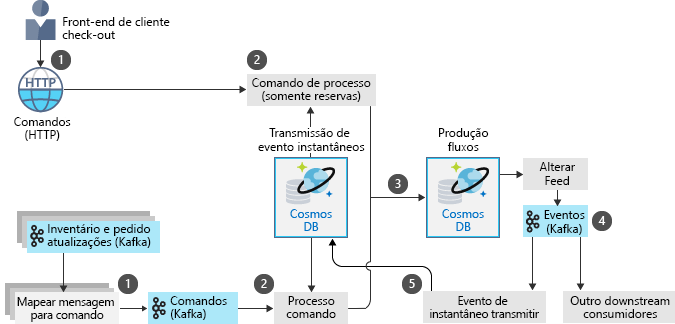 Front-end de cliente
check-out
1
HTTP
Comandos
(HTTP)
2
Comando de processo
(somente reservas)
Transmissão de
evento instantâneos
Cosmos
DB
3
Produção
fluxos
Cosmos
DB
Alterar
Feed
Eventos
(Kafka)
4
Inventário e pedido
atualizações (Kafka)
Mapear mensagem
para comando
1
Comandos
(Kafka)
2
Processo
comando
5
Evento de
instantâneo transmitir
Outro downstream
consumidores